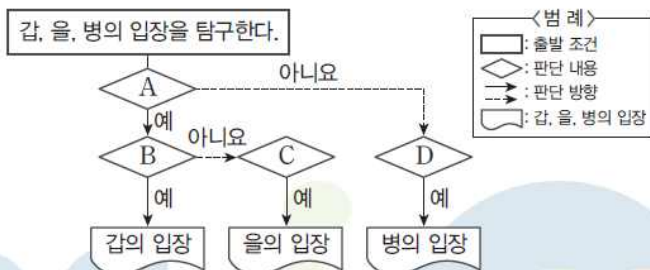 갑, 을, 병의 입장을 탐구한다.
〈범 례〉
: 출발 조건
: 판단 내용
: 판단 방향
: 갑, 을, 병의 입장
A
아니요
예
B
아니요
C
D
예
예
예
갑의 입장
을의 입장
병의 입장